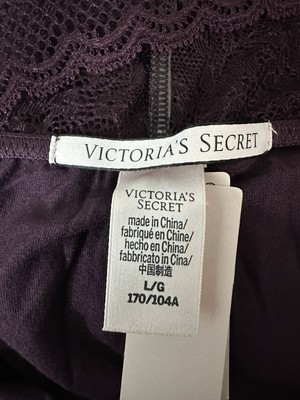 VICTORIA'S SECRET
VICTORIA'S
SECRET
made in China/
fabriqué en Chine/
hecho en China/
fabbricato in Cina/
中国制造
L/G
170/104A